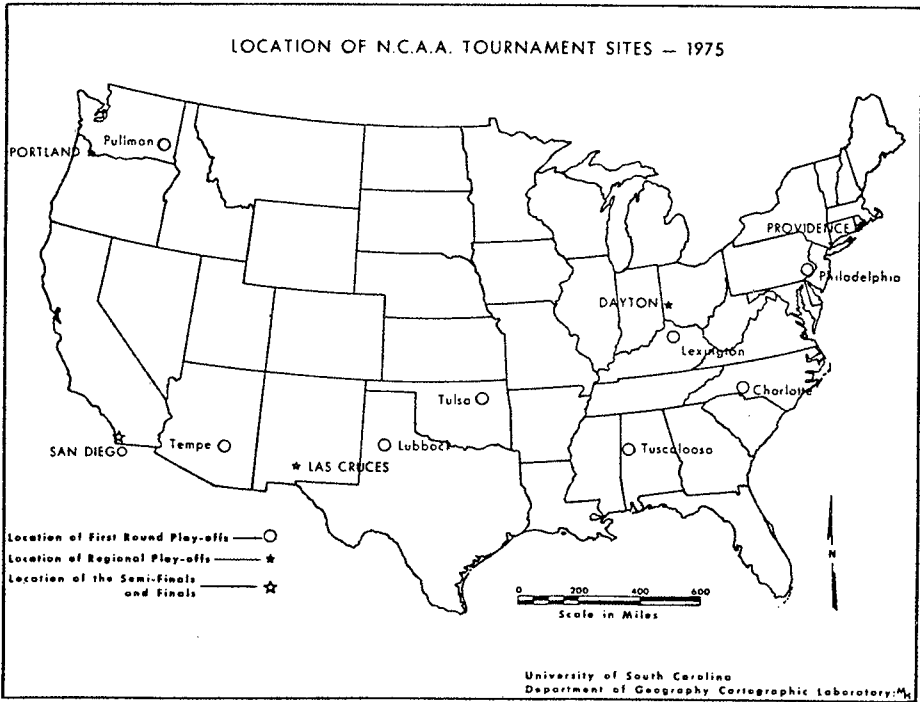 LOCATION OF N.C.A.A. TOURNAMENT SITES — 1975
Pullman
PORTLAND
PROVIDENCE
Philadelphia
DAYTON
Lexington
Tulsa
Charlotte
SAN DIEGO
Tempe
Lubbock
Tuscaloosa
LAS CRUCES
Location of First Round Play-offs
Location of Regional Play-offs
Location of the Semi-Finals
and Finals
N
0 200 400 600
Scale in Miles
University of South Carolina
Department of Geography Cartographic Laboratory: